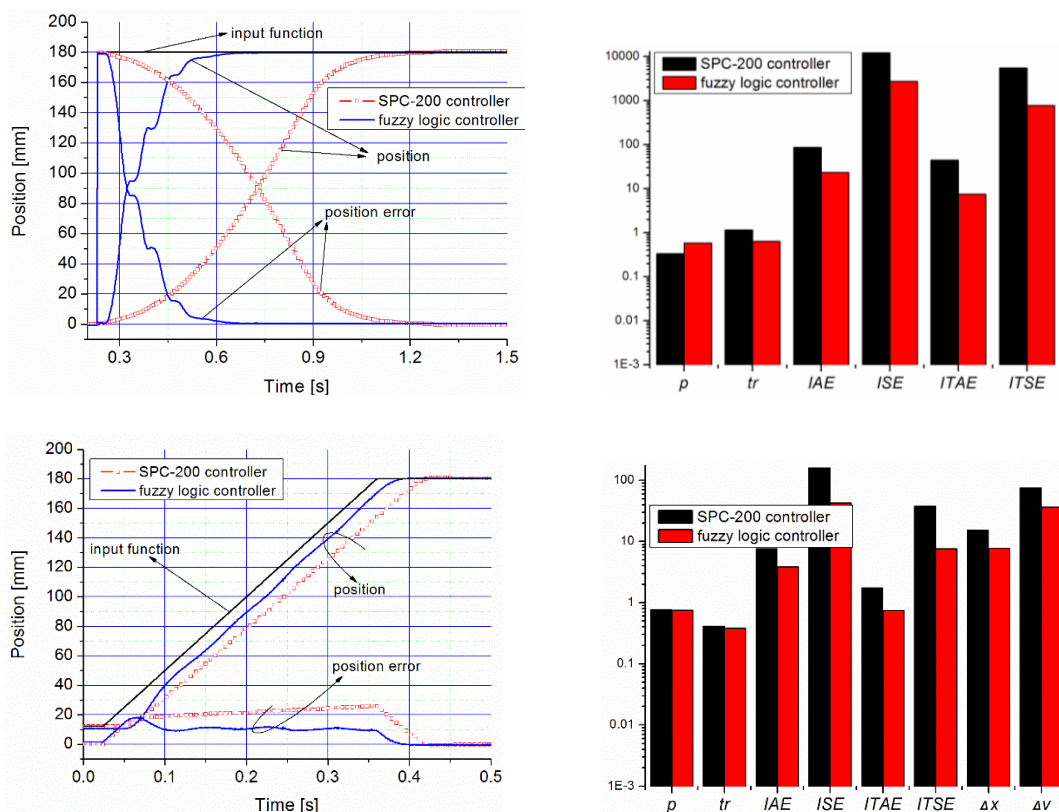 200
180
160
140
120
100
80
60
40
20
0
Position [mm]
input function
SPC-200 controller
fuzzy logic controller
position
position error
0.3
0.6
0.9
1.2
1.5
Time [s]
10000
1000
100
10
1
0.1
0.01
1E-3
SPC-200 controller
fuzzy logic controller
p
tr
IAE
ISE
ITAE
ITSE
200
180
160
140
120
100
80
60
40
20
0
Position [mm]
SPC-200 controller
fuzzy logic controller
input function
position
position error
0.0
0.1
0.2
0.3
0.4
0.5
Time [s]
100
10
1
0.1
0.01
1E-3
SPC-200 controller
fuzzy logic controller
p
tr
IAE
ISE
ITAE
ITSE
Δx
Δv